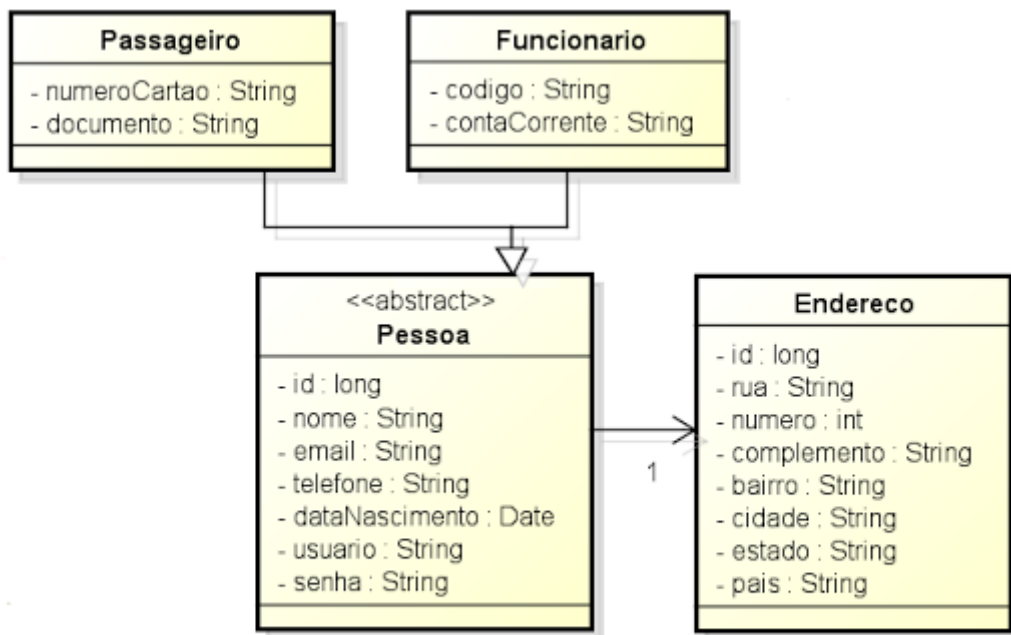 Passageiro
- numeroCartao : String
- documento : String
Funcionario
- codigo : String
- contaCorrente : String
<<abstract>>
Pessoa
- id : long
- nome : String
- email : String
- telefone : String
- dataNascimento : Date
- usuario : String
- senha : String
1
Endereco
- id : long
- rua : String
- numero : int
- complemento : String
- bairro : String
- cidade : String
- estado : String
- pais : String